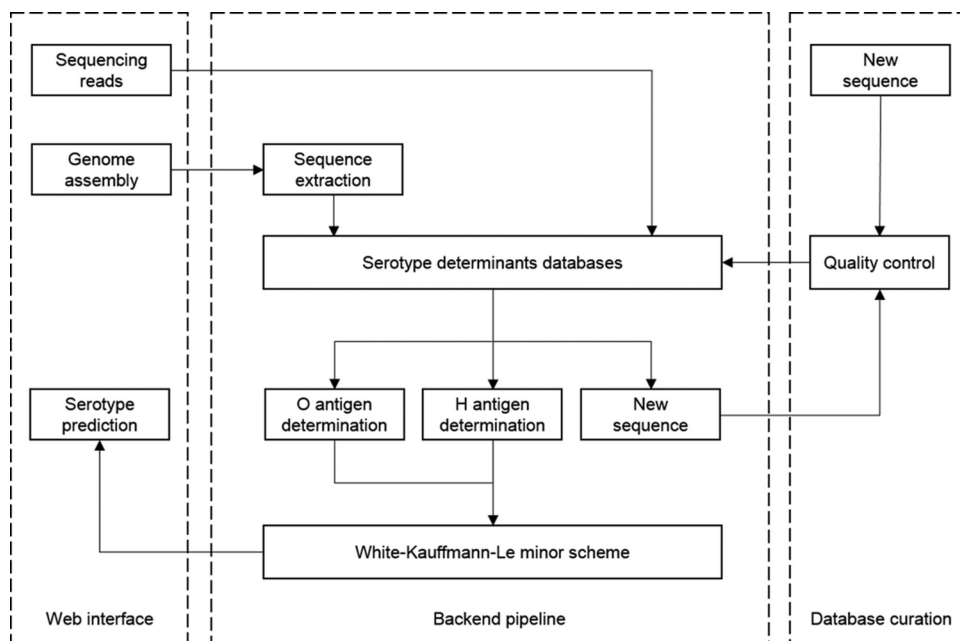 Sequencing
reads
New
sequence
Genome
assembly
Sequence
extraction
Serotype determinants databases
Quality control
Serotype
prediction
O antigen
determination
H antigen
determination
New
sequence
White-Kauffmann-Le minor scheme
Web interface
Backend pipeline
Database curation